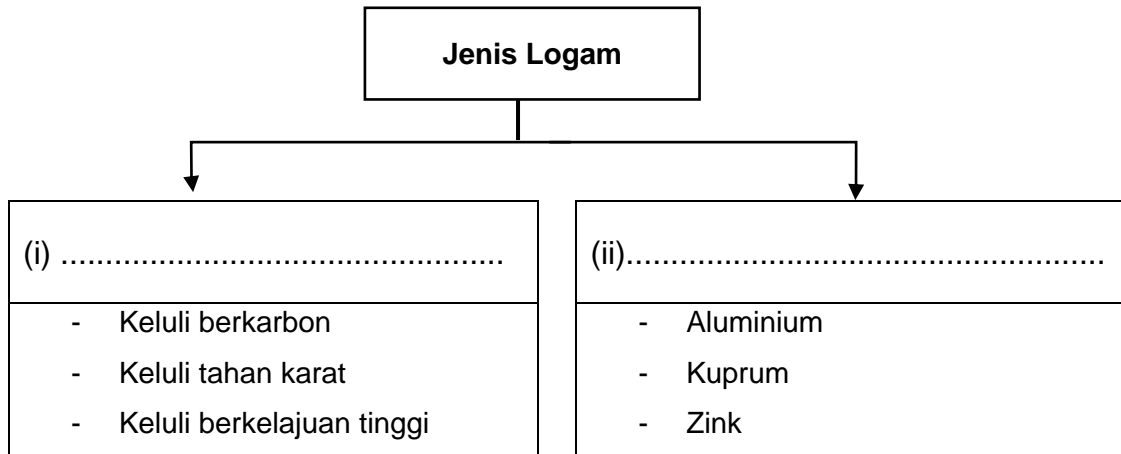 Jenis Logam
(i) ..................................................
(ii)......................................................
- Keluli berkarbon
- Keluli tahan karat
- Keluli berkelajuan tinggi
- Aluminium
- Kuprum
- Zink